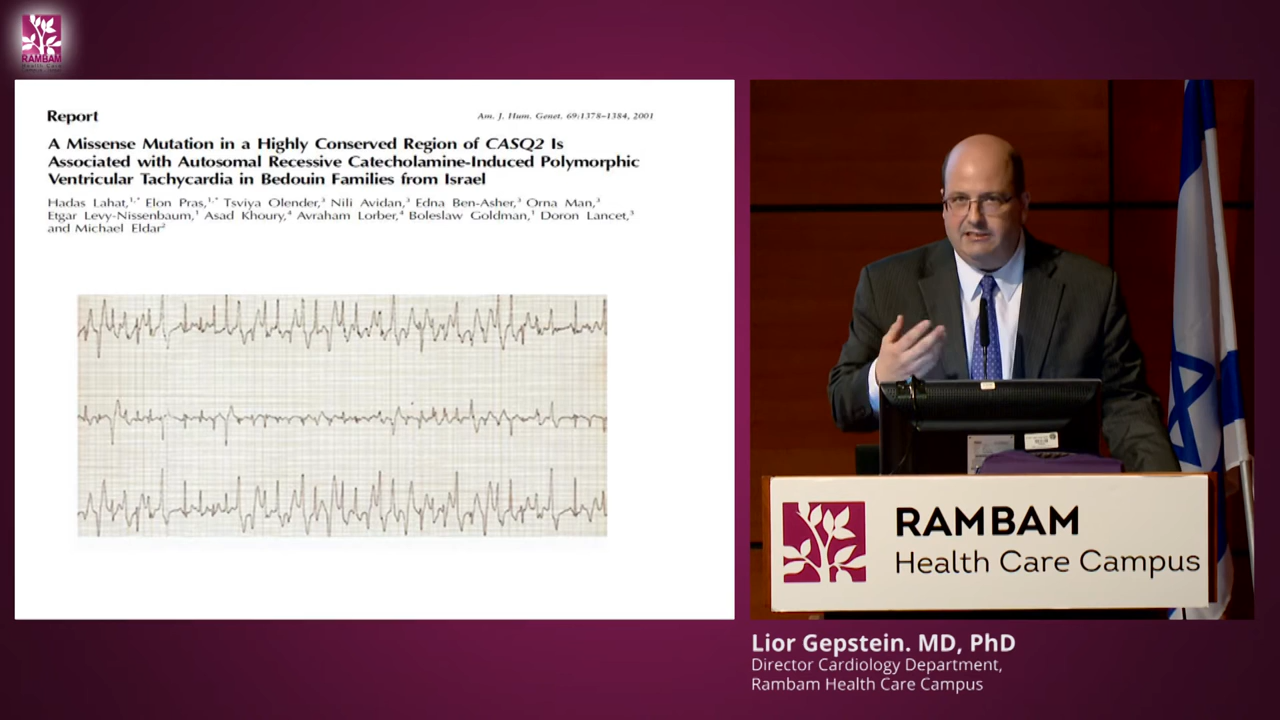 RAMBAM
Health Care Campus
Report
Am. J. Hum. Genet. 69:1378–1384, 2001
A Missense Mutation in a Highly Conserved Region of CASQ2 Is
Associated with Autosomal Recessive Catecholamine-Induced Polymorphic
Ventricular Tachycardia in Bedouin Families from Israel
Hadas Lahat,1,* Elon Pras,1,* Tsviya Olender,3 Nili Avidan,3 Edna Ben-Asher,3 Orna Man,3
Etgar Levy-Nissenbaum,1 Asad Khoury,4 Avraham Lorber,4 Boleslaw Goldman,1 Doron Lancet,3
and Michael Eldar2
RAMBAM
Health Care Campus
Lior Gepstein. MD, PhD
Director Cardiology Department,
Rambam Health Care Campus